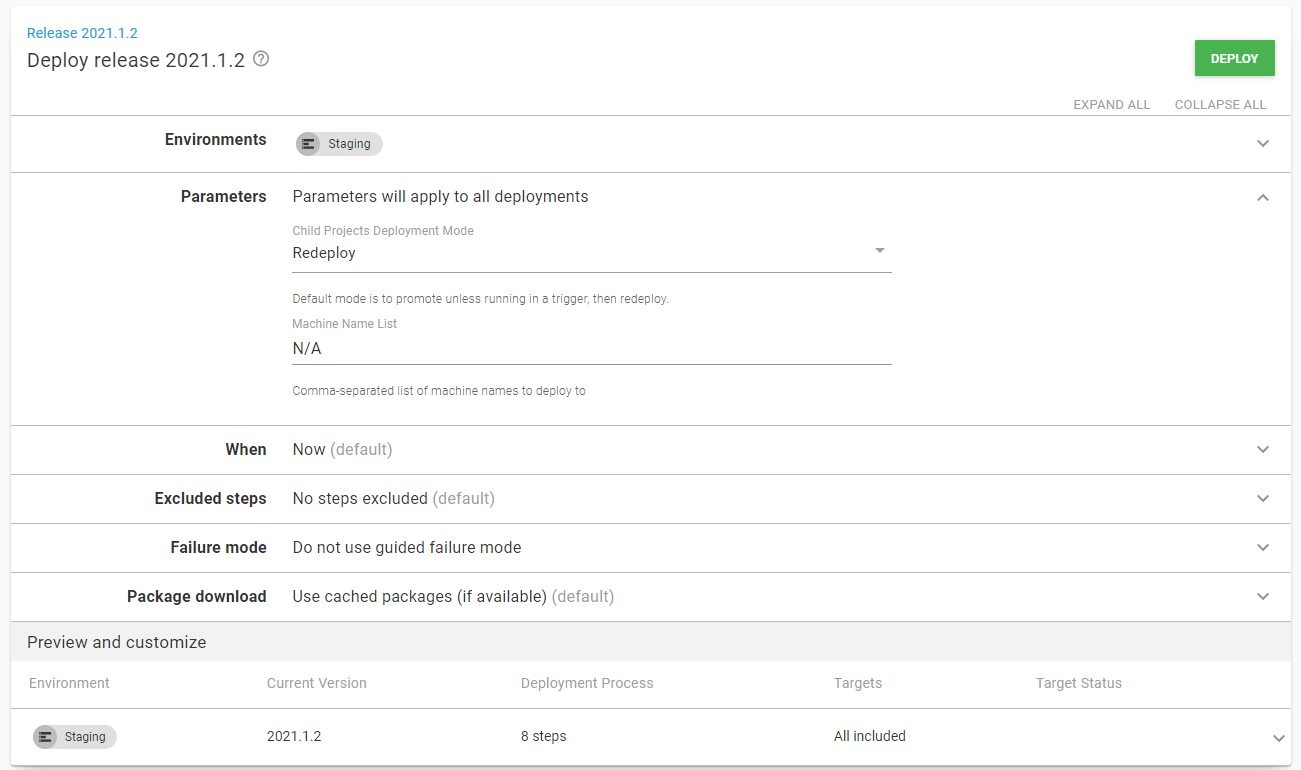 Release 2021.1.2
Deploy release 2021.1.2 ?
DEPLOY
EXPAND ALL COLLAPSE ALL
Environments Staging
Parameters Parameters will apply to all deployments
Child Projects Deployment Mode
Redeploy
Default mode is to promote unless running in a trigger, then redeploy.
Machine Name List
N/A
Comma-separated list of machine names to deploy to
When Now (default)
Excluded steps No steps excluded (default)
Failure mode Do not use guided failure mode
Package download Use cached packages (if available) (default)
Preview and customize
Environment Current Version Deployment Process Targets Target Status
Staging 2021.1.2 8 steps All included